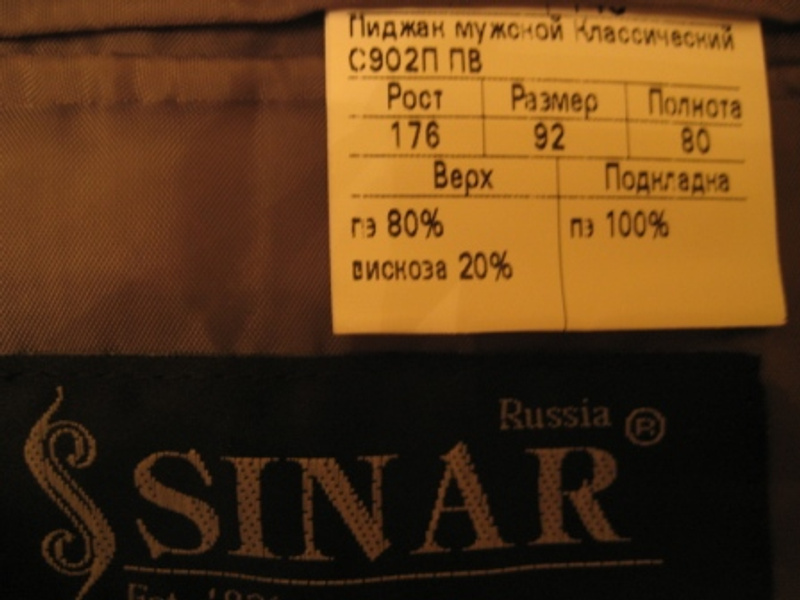 Пиджак мужской Классический
С902П ПВ
Рост Размер Полнота
176 92 80
Верх Подкладка
пэ 80% пэ 100%
вискоза 20%
Russia ®
SINAR